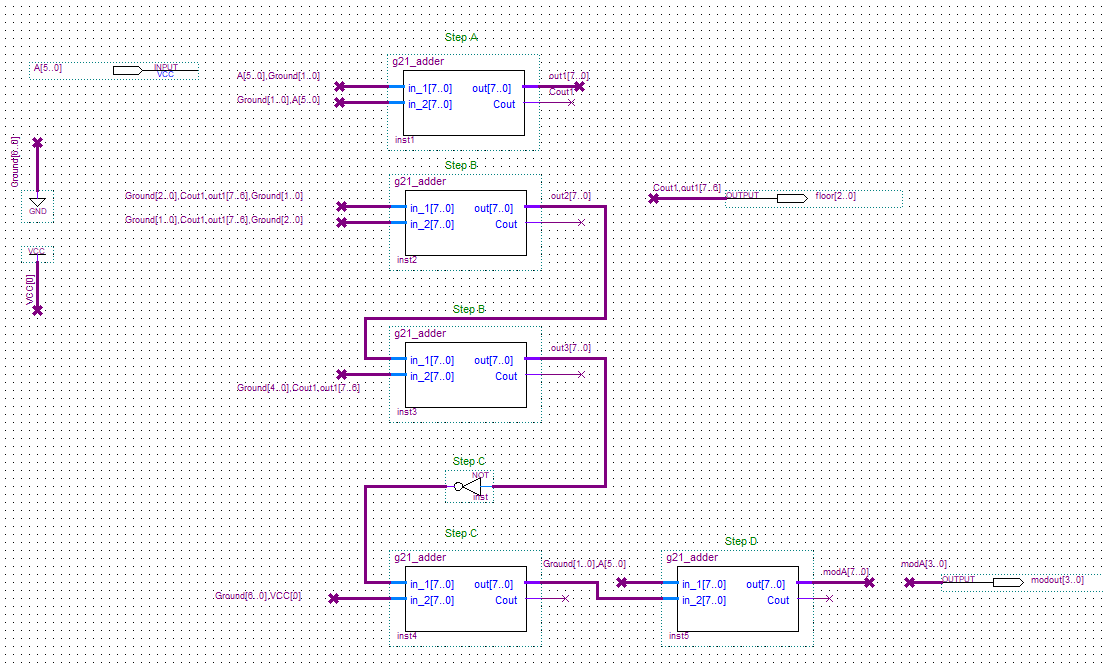 Step A
g21_adder
A[5..0]
INPUT
VCC
A[5..0],Ground[1..0]
in_1[7..0]
out[7..0]
out1[7..0]
Ground[1..0],A[5..0]
in_2[7..0]
Cout
Cout1
inst1
Ground[6..0]
GND
Step B
g21_adder
Ground[2..0],Cout1,out1[7..6],Ground[1..0]
in_1[7..0]
out[7..0]
out2[7..0]
Ground[1..0],Cout1,out1[7..6],Ground[2..0]
in_2[7..0]
Cout
inst2
Cout1,out1[7..6]
OUTPUT
floor[2..0]
VCC
VCC[0]
Step B
g21_adder
in_1[7..0]
out[7..0]
out3[7..0]
in_2[7..0]
Cout
Ground[4..0],Cout1,out1[7..6]
inst3
Step C
NOT
inst
Step C
g21_adder
in_1[7..0]
out[7..0]
Ground[6..0],VCC[0]
in_2[7..0]
Cout
inst4
Step D
g21_adder
Ground[1..0],A[5..0]
in_1[7..0]
out[7..0]
modA[7..0]
in_2[7..0]
Cout
inst5
modA[3..0]
OUTPUT
modout[3..0]